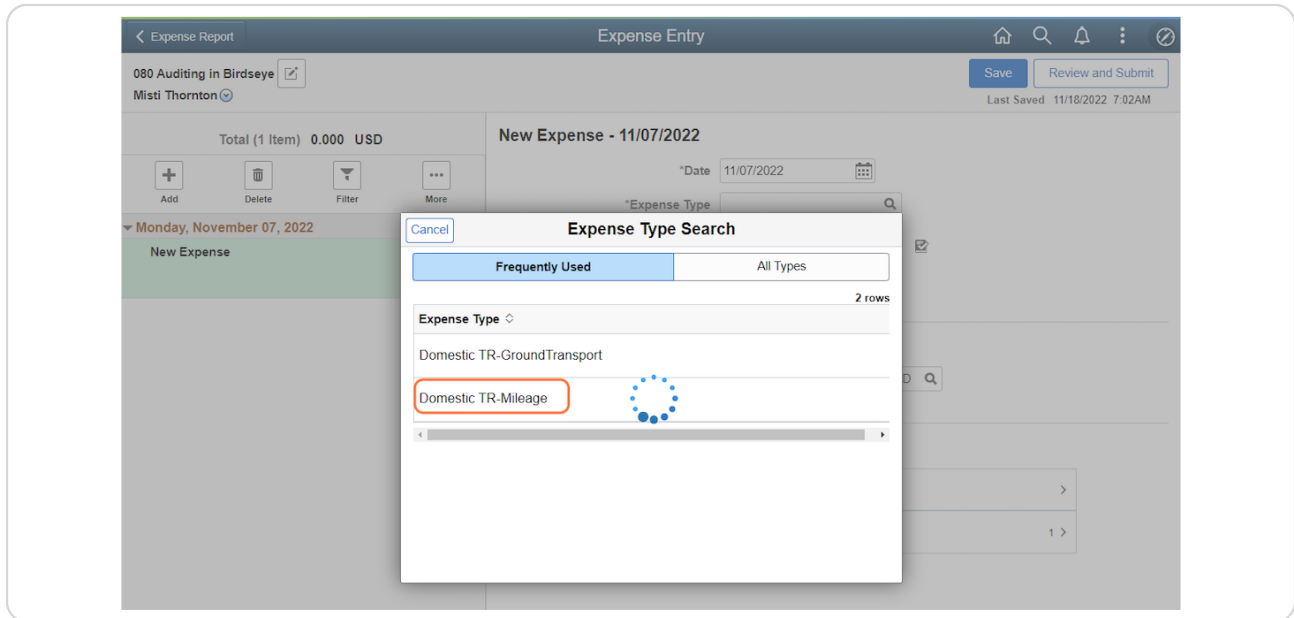 Expense Report
Expense Entry
080 Auditing in Birdseye
Misti Thornton
Save
Review and Submit
Last Saved 11/18/2022 7:02AM
Total (1 Item) 0.000 USD
Add
Delete
Filter
More
Monday, November 07, 2022
New Expense
New Expense - 11/07/2022
*Date 11/07/2022
*Expense Type
Cancel
Expense Type Search
Frequently Used
All Types
2 rows
Expense Type
Domestic TR-GroundTransport
Domestic TR-Mileage
D
1